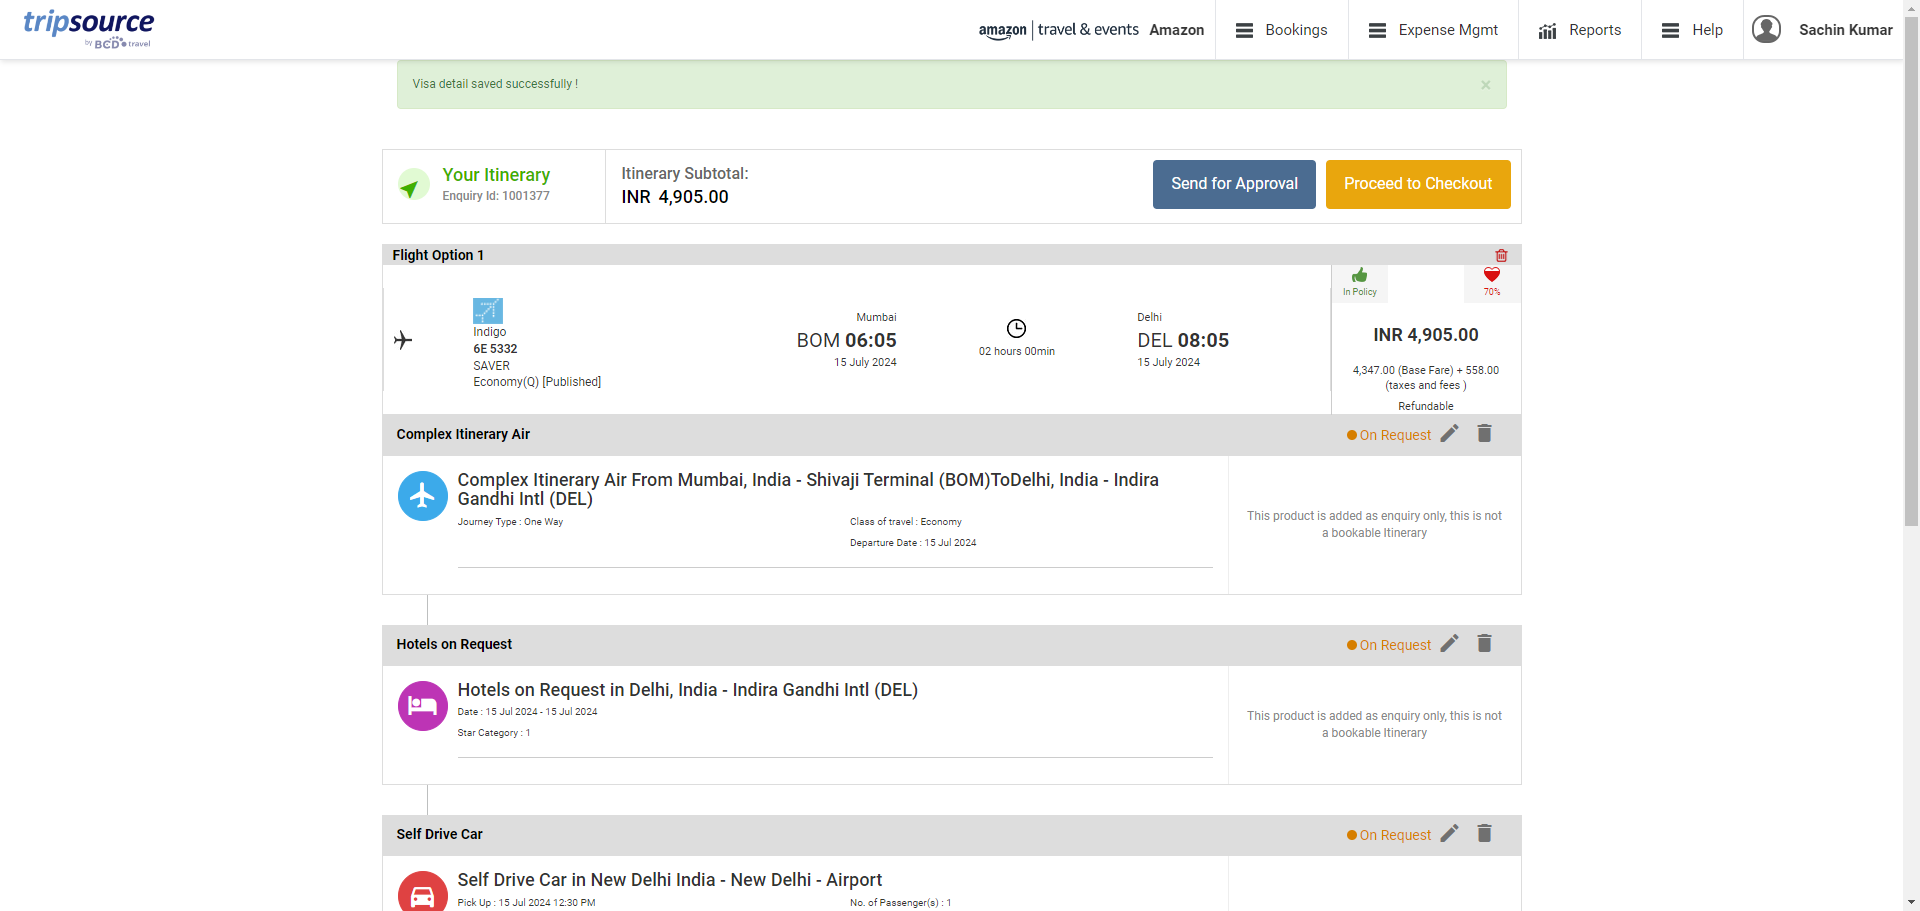 tripsource
by BCD travel
amazon | travel & events Amazon
Bookings
Expense Mgmt
Reports
Help
Sachin Kumar
Visa detail saved successfully !
×
Your Itinerary
Enquiry Id: 1001377
Itinerary Subtotal:
INR 4,905.00
Send for Approval
Proceed to Checkout
Flight Option 1
Indigo
6E 5332
SAVER
Economy(Q) [Published]
Mumbai
BOM 06:05
15 July 2024
02 hours 00min
Delhi
DEL 08:05
15 July 2024
In Policy
70%
INR 4,905.00
4,347.00 (Base Fare) + 558.00
(taxes and fees )
Refundable
Complex Itinerary Air
On Request
Complex Itinerary Air From Mumbai, India - Shivaji Terminal (BOM)ToDelhi, India - Indira
Gandhi Intl (DEL)
Journey Type : One Way
Class of travel : Economy
Departure Date : 15 Jul 2024
This product is added as enquiry only, this is not
a bookable Itinerary
Hotels on Request
On Request
Hotels on Request in Delhi, India - Indira Gandhi Intl (DEL)
Date : 15 Jul 2024 - 15 Jul 2024
Star Category : 1
This product is added as enquiry only, this is not
a bookable Itinerary
Self Drive Car
On Request
Self Drive Car in New Delhi India - New Delhi - Airport
Pick Up : 15 Jul 2024 12:30 PM
No. of Passenger(s) : 1